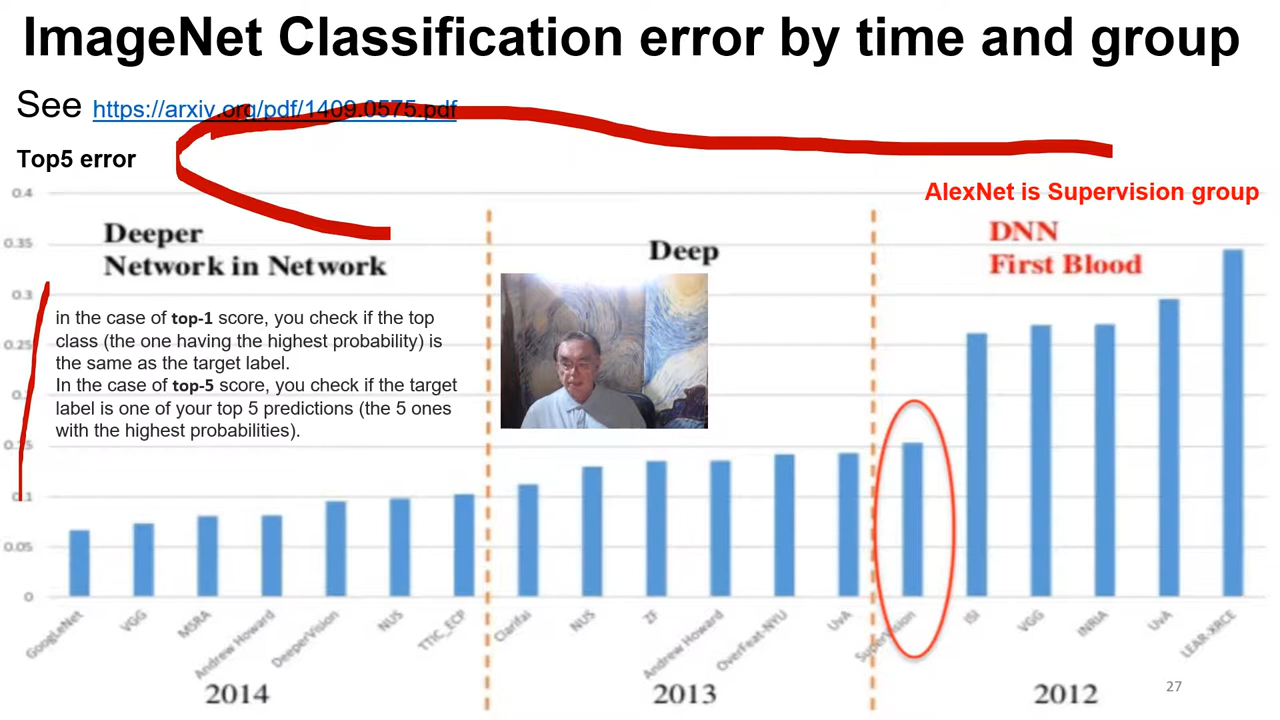 ImageNet Classification error by time and group
See https://arxiv.org/pdf/1409.0575.pdf
Top5 error
AlexNet is Supervision group
0.4
0.35
0.3
0.25
0.1
0.05
0
Deeper
Network in Network
Deep
DNN
First Blood
in the case of top-1 score, you check if the top
class (the one having the highest probability) is
the same as the target label.
In the case of top-5 score, you check if the target
label is one of your top 5 predictions (the 5 ones
with the highest probabilities).
GoogLeNet
VGG
MSRA
Andrew Howard
DeeperVision
NUS
TTIC_ECP
Clarifai
NUS
ZF
Andrew Howard
OverFeat-NYU
UvA
SuperVision
ISI
VGG
INRIA
UvA
LEAR-XRCE
2014
2013
2012
27